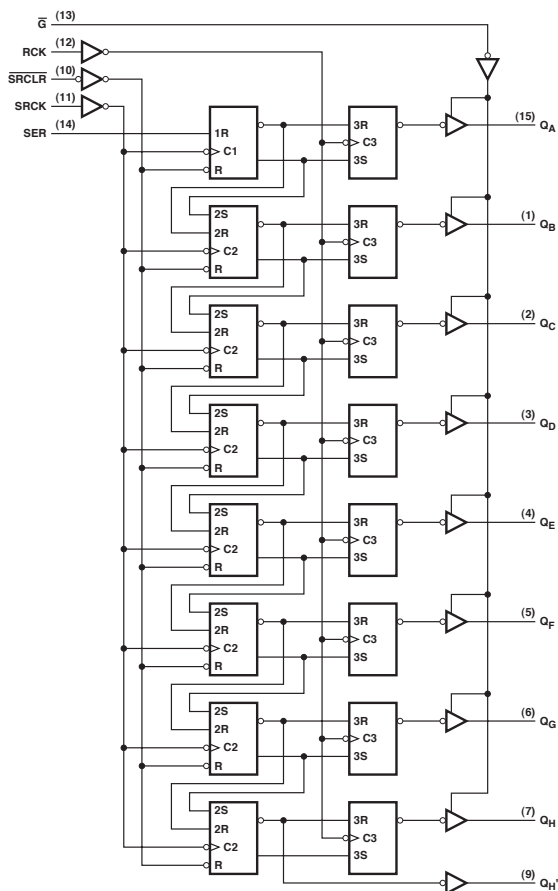 G̅ (13)
RCK (12)
S̅R̅C̅L̅R̅ (10)
SRCK (11)
SER (14)
1R 3R (15) QA
C1 C3
R 3S
2S 3R (1) QB
2R C3
C2 3S
R
2S 3R (2) QC
2R C3
C2 3S
R
2S 3R (3) QD
2R C3
C2 3S
R
2S 3R (4) QE
2R C3
C2 3S
R
2S 3R (5) QF
2R C3
C2 3S
R
2S 3R (6) QG
2R C3
C2 3S
R
2S 3R (7) QH
2R C3
C2 3S
R
(9) QH'